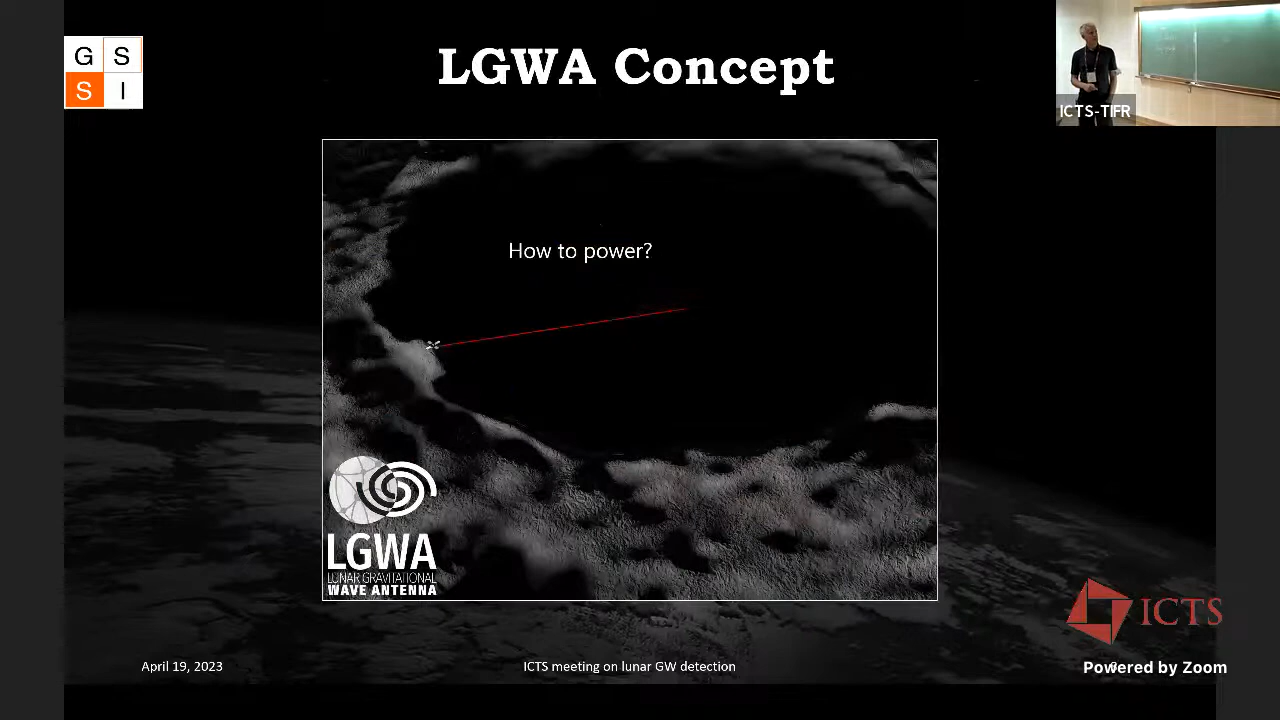 G S
S I
LGWA Concept
ICTS-TIFR
How to power?
LGWA
LUNAR GRAVITATIONAL
WAVE ANTENNA
ICTS
April 19, 2023
ICTS meeting on lunar GW detection
Powered by Zoom